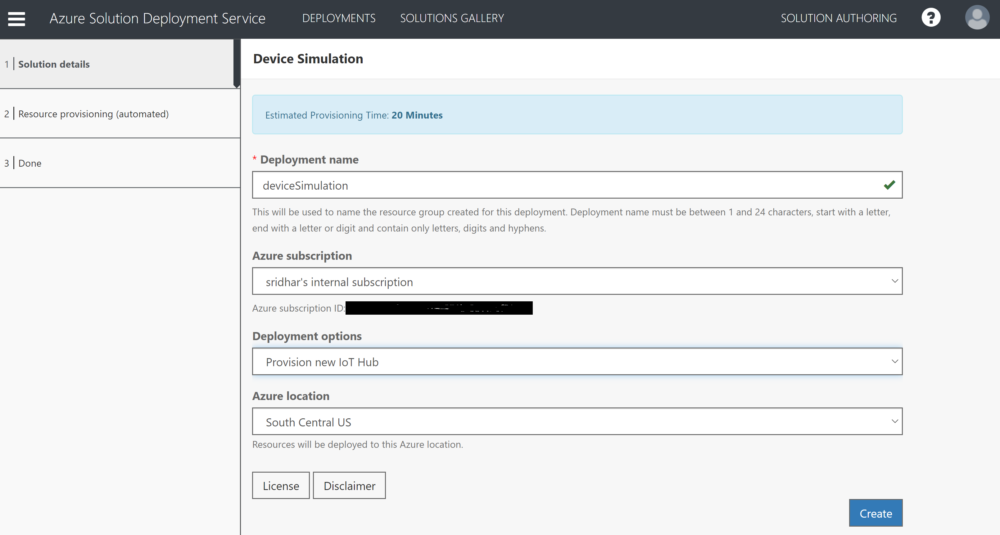 Azure Solution Deployment Service
DEPLOYMENTS
SOLUTIONS GALLERY
SOLUTION AUTHORING
?
1 Solution details
2 Resource provisioning (automated)
3 Done
Device Simulation
Estimated Provisioning Time: 20 Minutes
* Deployment name
deviceSimulation
This will be used to name the resource group created for this deployment. Deployment name must be between 1 and 24 characters, start with a letter,
end with a letter or digit and contain only letters, digits and hyphens.
Azure subscription
sridhar's internal subscription
Azure subscription ID:
Deployment options
Provision new IoT Hub
Azure location
South Central US
Resources will be deployed to this Azure location.
License
Disclaimer
Create